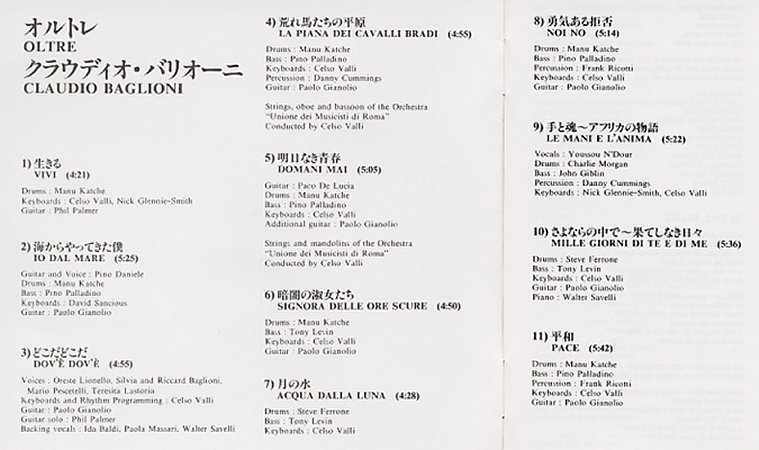 オルトレ
OLTRE
クラウディオ・バリオーニ
CLAUDIO BAGLIONI
1) 生きる
VIVI (4:21)
Drums : Manu Katche
Keyboards : Celso Valli, Nick Glennie-Smith
Guitar : Phil Palmer
2) 海からやってきた僕
IO DAL MARE (5:25)
Guitar and Voice : Pino Daniele
Drums : Manu Katche
Bass : Pino Palladino
Keyboards : David Sancious
Guitar : Paolo Gianolio
3) どこだどこだ
DOV'È DOV'È (4:55)
Voices : Oreste Lionello, Silvia and Riccard Baglioni,
Mario Pescetelli, Teresita Lastoria
Keyboards and Rhythm Programming : Celso Valli
Guitar : Paolo Gianolio
Guitar solo : Phil Palmer
Backing vocals : Ida Baldi, Paola Massari, Walter Savelli
4) 荒れ馬たちの平原
LA PIANA DEI CAVALLI BRADI (4:55)
Drums : Manu Katche
Bass : Pino Palladino
Keyboards : Celso Valli
Percussion : Danny Cummings
Guitar : Paolo Gianolio
Strings, oboe and bassoon of the Orchestra
"Unione dei Musicisti di Roma"
Conducted by Celso Valli
5) 明日なき青春
DOMANI MAI (5:05)
Guitar : Paco De Lucia
Drums : Manu Katche
Bass : Pino Palladino
Keyboards : Celso Valli
Additional guitar : Paolo Gianolio
Strings and mandolins of the Orchestra
"Unione dei Musicisti di Roma"
Conducted by Celso Valli
6) 暗闇の淑女たち
SIGNORA DELLE ORE SCURE (4:50)
Drums : Manu Katche
Bass : Tony Levin
Keyboards : Celso Valli
Guitar : Paolo Gianolio
7) 月の水
ACQUA DALLA LUNA (4:28)
Drums : Steve Ferrone
Bass : Tony Levin
Keyboards : Celso Valli
8) 勇気ある拒否
NOI NO (5:14)
Drums : Manu Katche
Bass : Pino Palladino
Percussion : Frank Ricotti
Keyboards : Celso Valli
Guitar : Paolo Gianolio
9) 手と魂〜アフリカの物語
LE MANI E L'ANIMA (5:22)
Vocals : Youssou N'Dour
Drums : Charlie Morgan
Bass : John Giblin
Percussion : Danny Cummings
Keyboards : Nick Glennie-Smith, Celso Valli
10) さよならの中で〜果てしなき日々
MILLE GIORNI DI TE E DI ME (5:36)
Drums : Steve Ferrone
Bass : Tony Levin
Keyboards : Celso Valli
Guitar : Paolo Gianolio
Piano : Walter Savelli
11) 平和
PACE (5:42)
Drums : Manu Katche
Bass : Pino Palladino
Percussion : Frank Ricotti
Keyboards : Celso Valli
Guitar : Paolo Gianolio